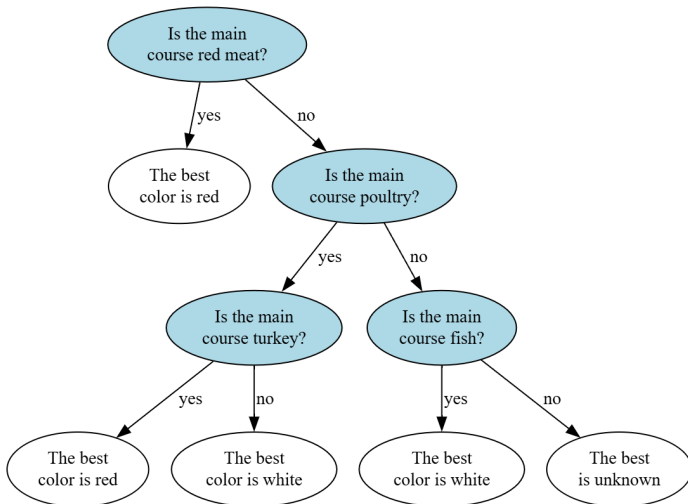 Is the main
course red meat?
yes
no
The best
color is red
Is the main
course poultry?
yes
no
Is the main
course turkey?
Is the main
course fish?
yes
no
yes
no
The best
color is red
The best
color is white
The best
color is white
The best
is unknown